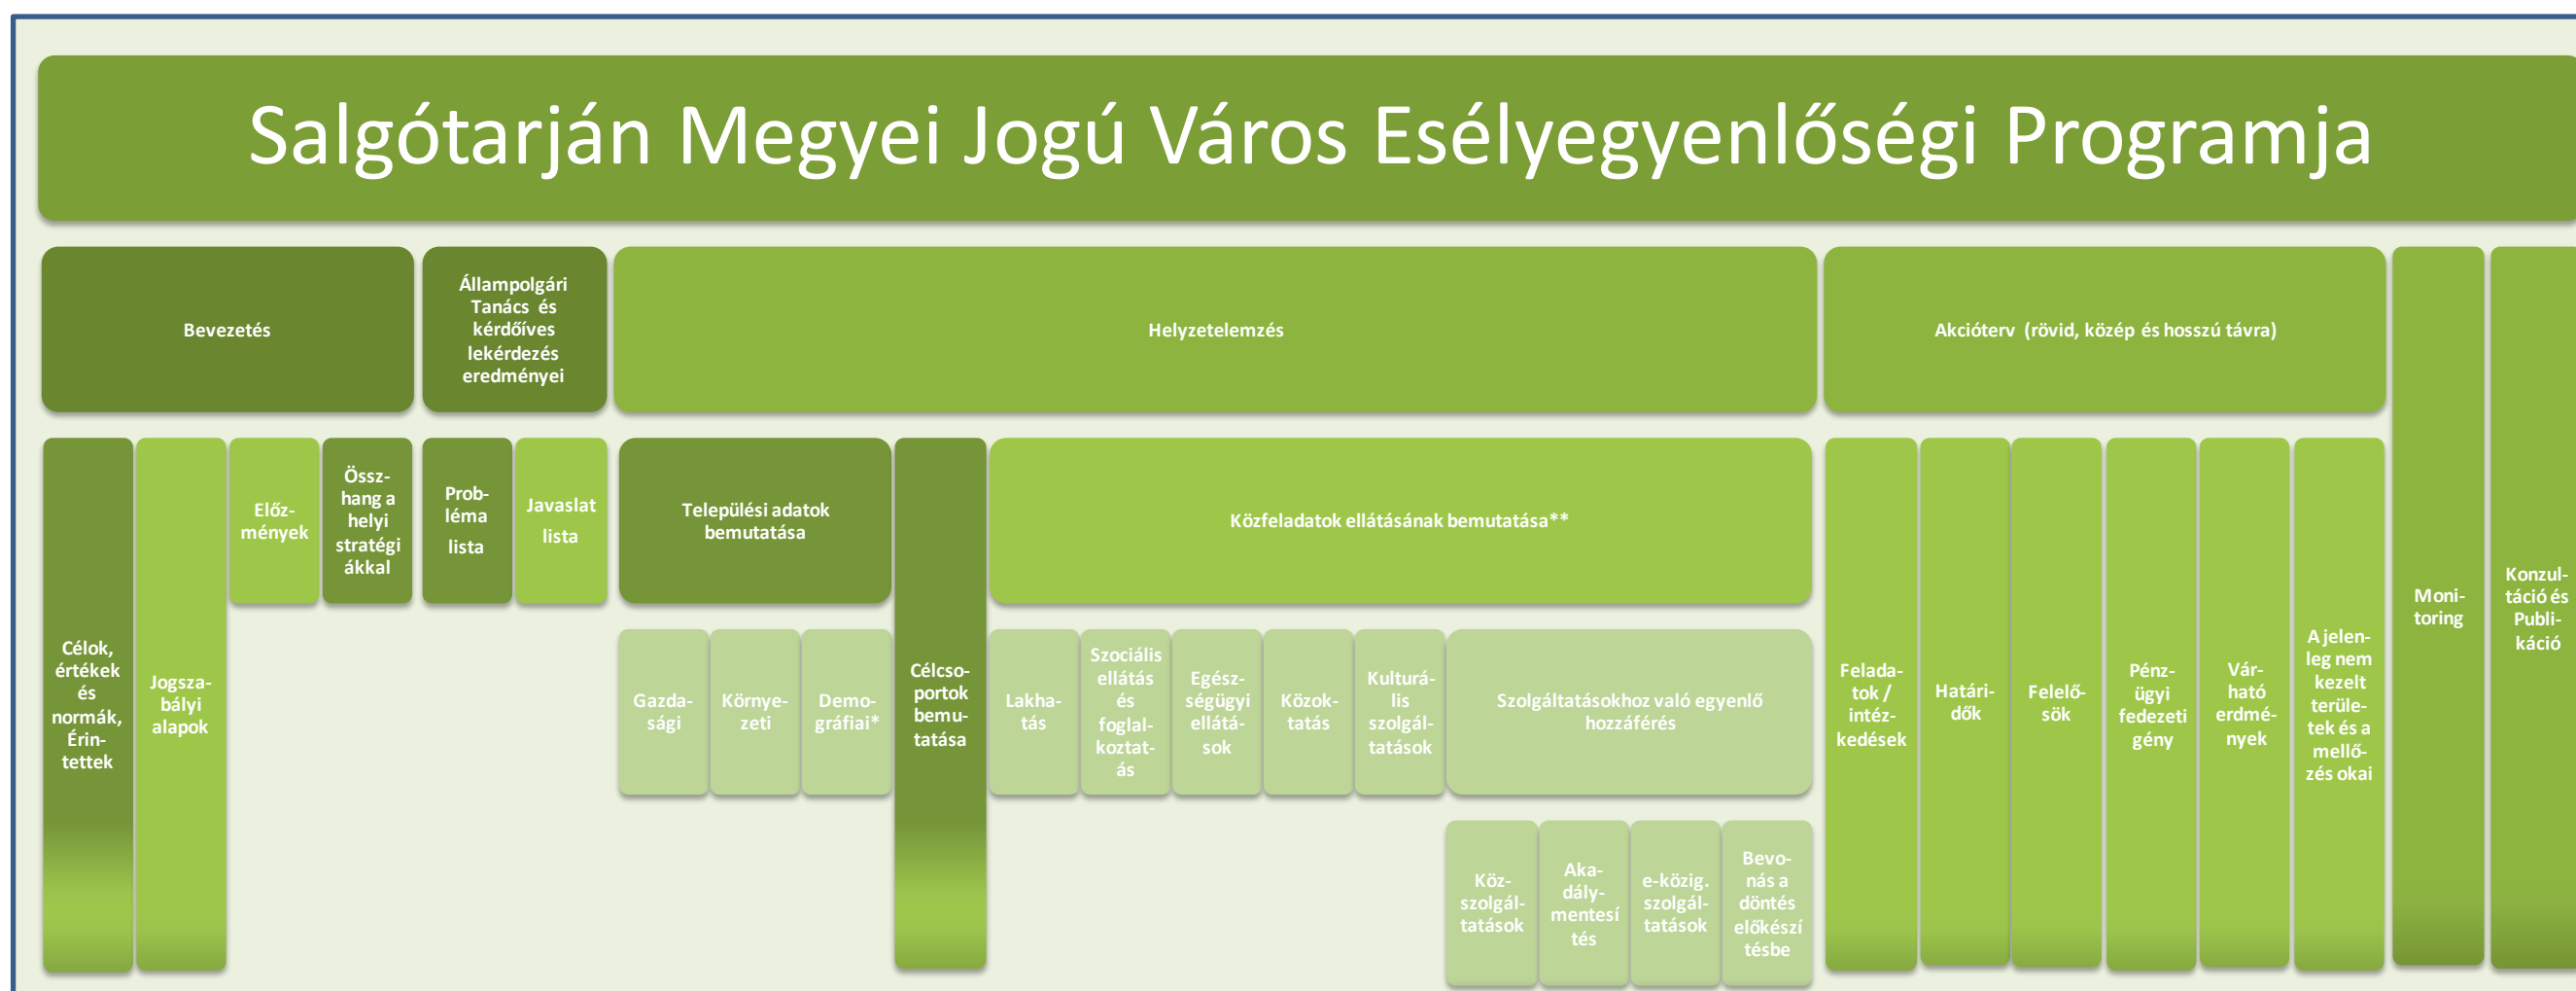 Salgótarján Megyei Jogú Város Esélyegyenlőségi Programja
Bevezetés
Állampolgári
Tanács és
kérdőíves
lekérdezés
eredményei
Helyzetelemzés
Akcióterv (rövid, közép és hosszú távra)
Célok,
értékek
és
normák,
Érin-
tettek
Jogsza-
bályi
alapok
Előz-
mények
Össz-
hang a
helyi
stratégi
ákkal
Prob-
léma
lista
Javaslat
lista
Települési adatok
bemutatása
Gazda-
sági
Környe-
zeti
Demo-
gráfiai*
Célcso-
portok
bemu-
tatása
Közfeladatok ellátásának bemutatása**
Lakha-
tás
Szociális
ellátás
és
foglal-
koztat-
ás
Egész-
ségügyi
ellátá-
sok
Közok-
tatás
Kulturá-
lis
szolgál-
tatások
Szolgáltatásokhoz való egyenlő
hozzáférés
Köz-
szolgál-
tatások
Aka-
dály-
mentesí
tés
e-közig.
szolgál-
tatások
Bevo-
nás a
döntés
előkészí
tésbe
Felada-
tok /
intéz-
kedések
Határi-
dők
Felelő-
sök
Pénz-
ügyi
fedezeti
gény
Vár-
ható
erdmé-
nyek
A jelen-
leg nem
kezelt
terüle-
tek és a
mellő-
zés okai
Moni-
toring
Konzul-
táció és
Publi-
káció